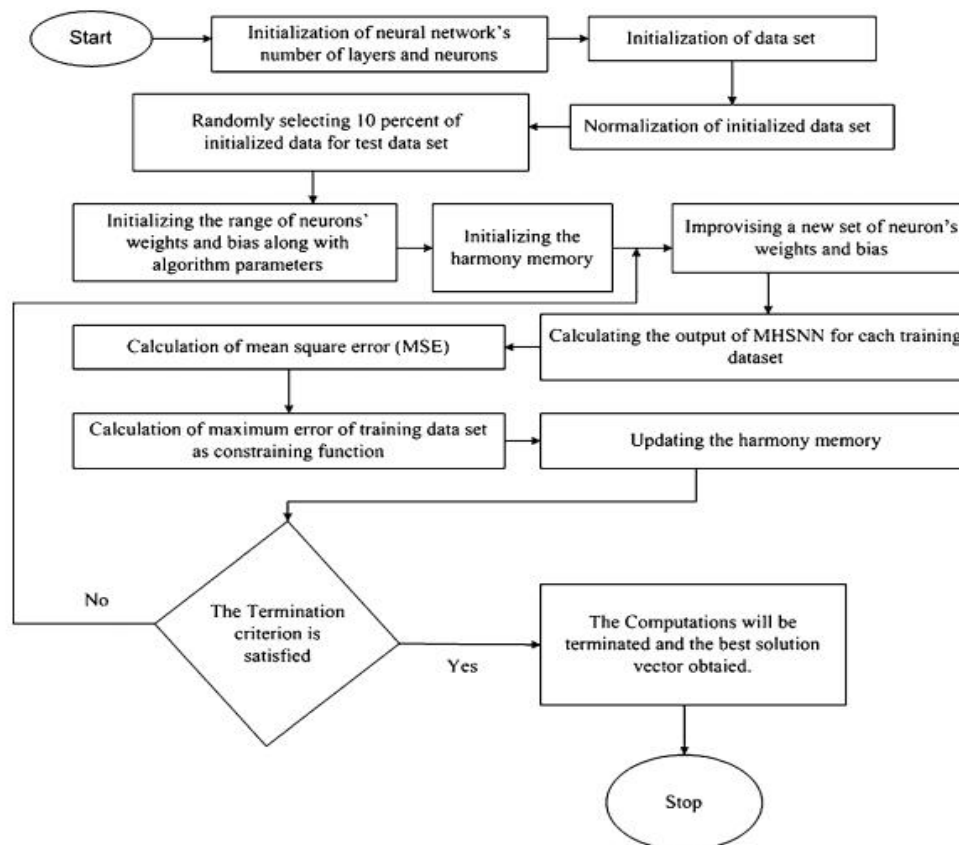 Start
Initialization of neural network's
number of layers and neurons
Initialization of data set
Normalization of initialized data set
Randomly selecting 10 percent of
initialized data for test data set
Initializing the range of neurons'
weights and bias along with
algorithm parameters
Initializing the
harmony memory
Improvising a new set of neuron's
weights and bias
Calculating the output of MHSNN for cach training
dataset
Calculation of mean square error (MSE)
Calculation of maximum error of training data set
as constraining function
Updating the harmony memory
The Termination
criterion is
satisfied
No
Yes
The Computations will be
terminated and the best solution
vector obtaied.
Stop